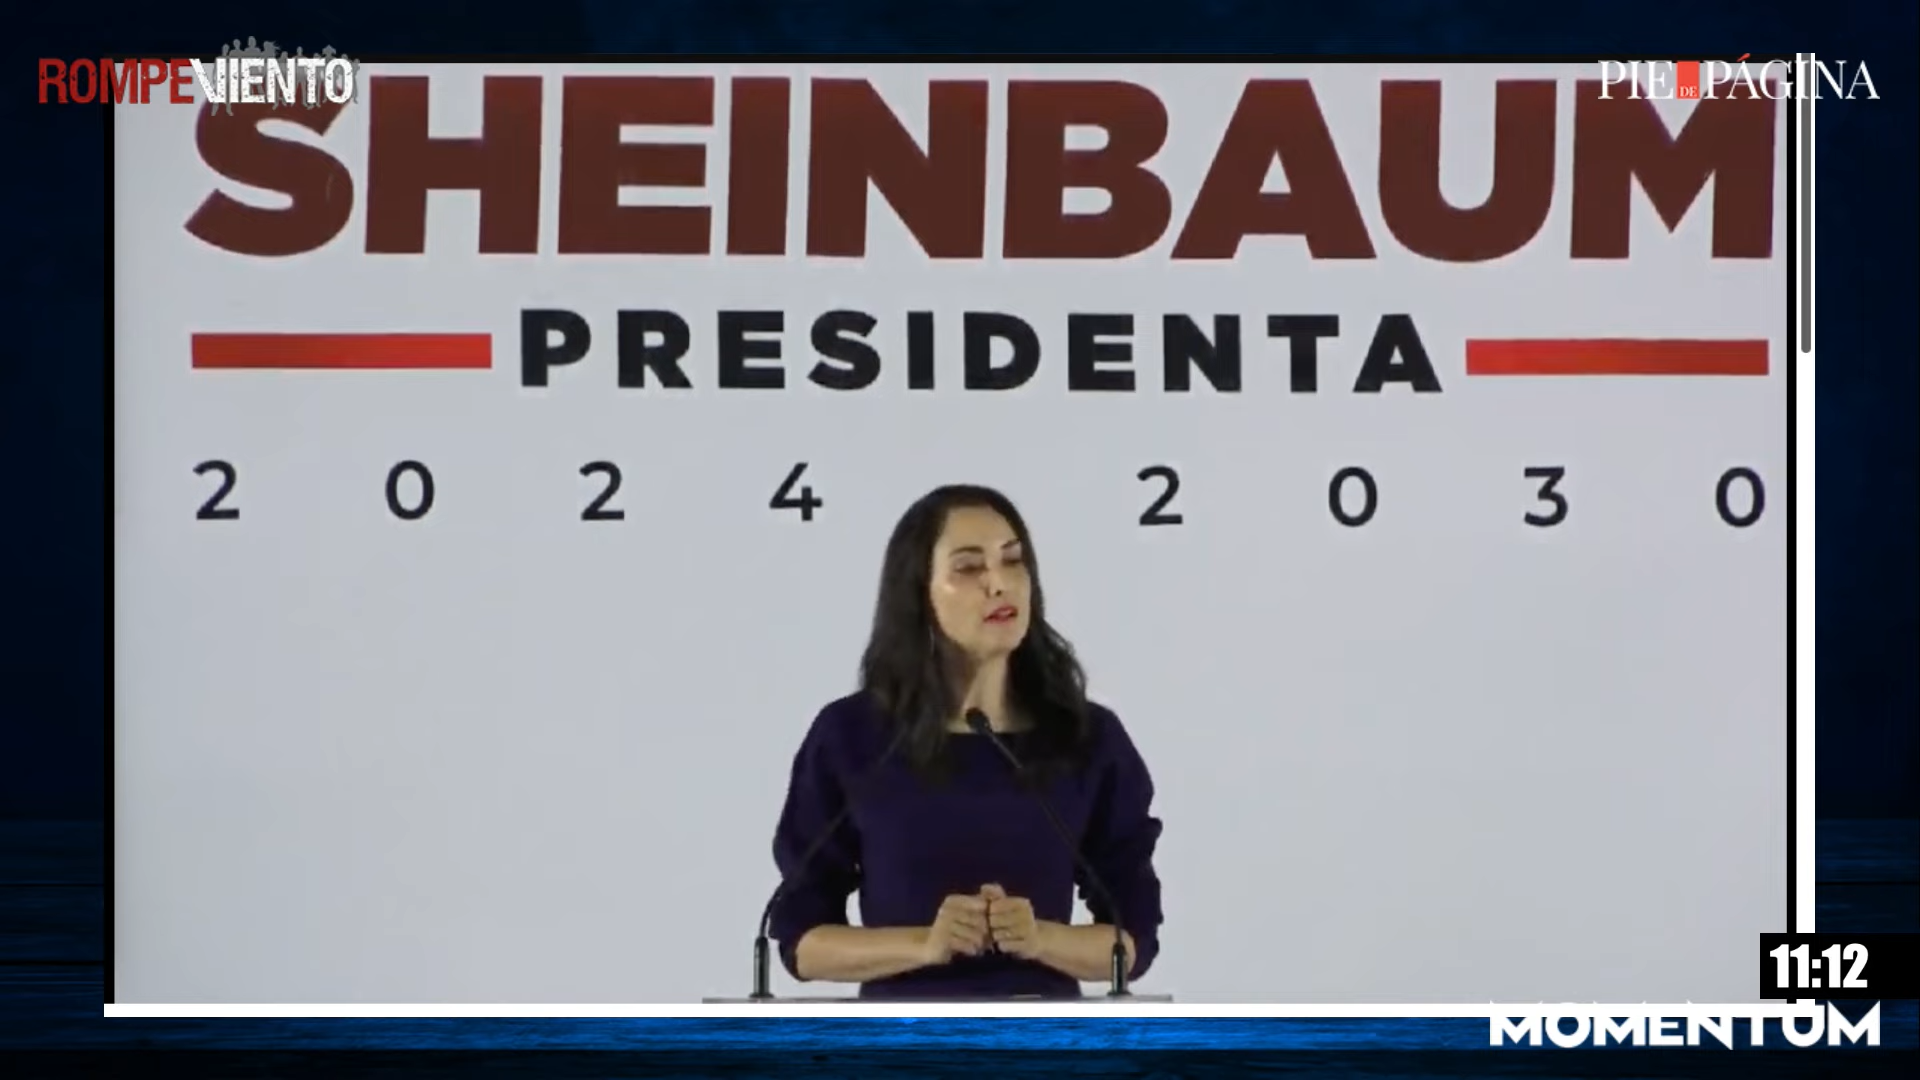 ROMPEVIENTO
PIE DE PÁGINA
SHEINBAUM
PRESIDENTA
2024 2030
11:12
MOMENTUM